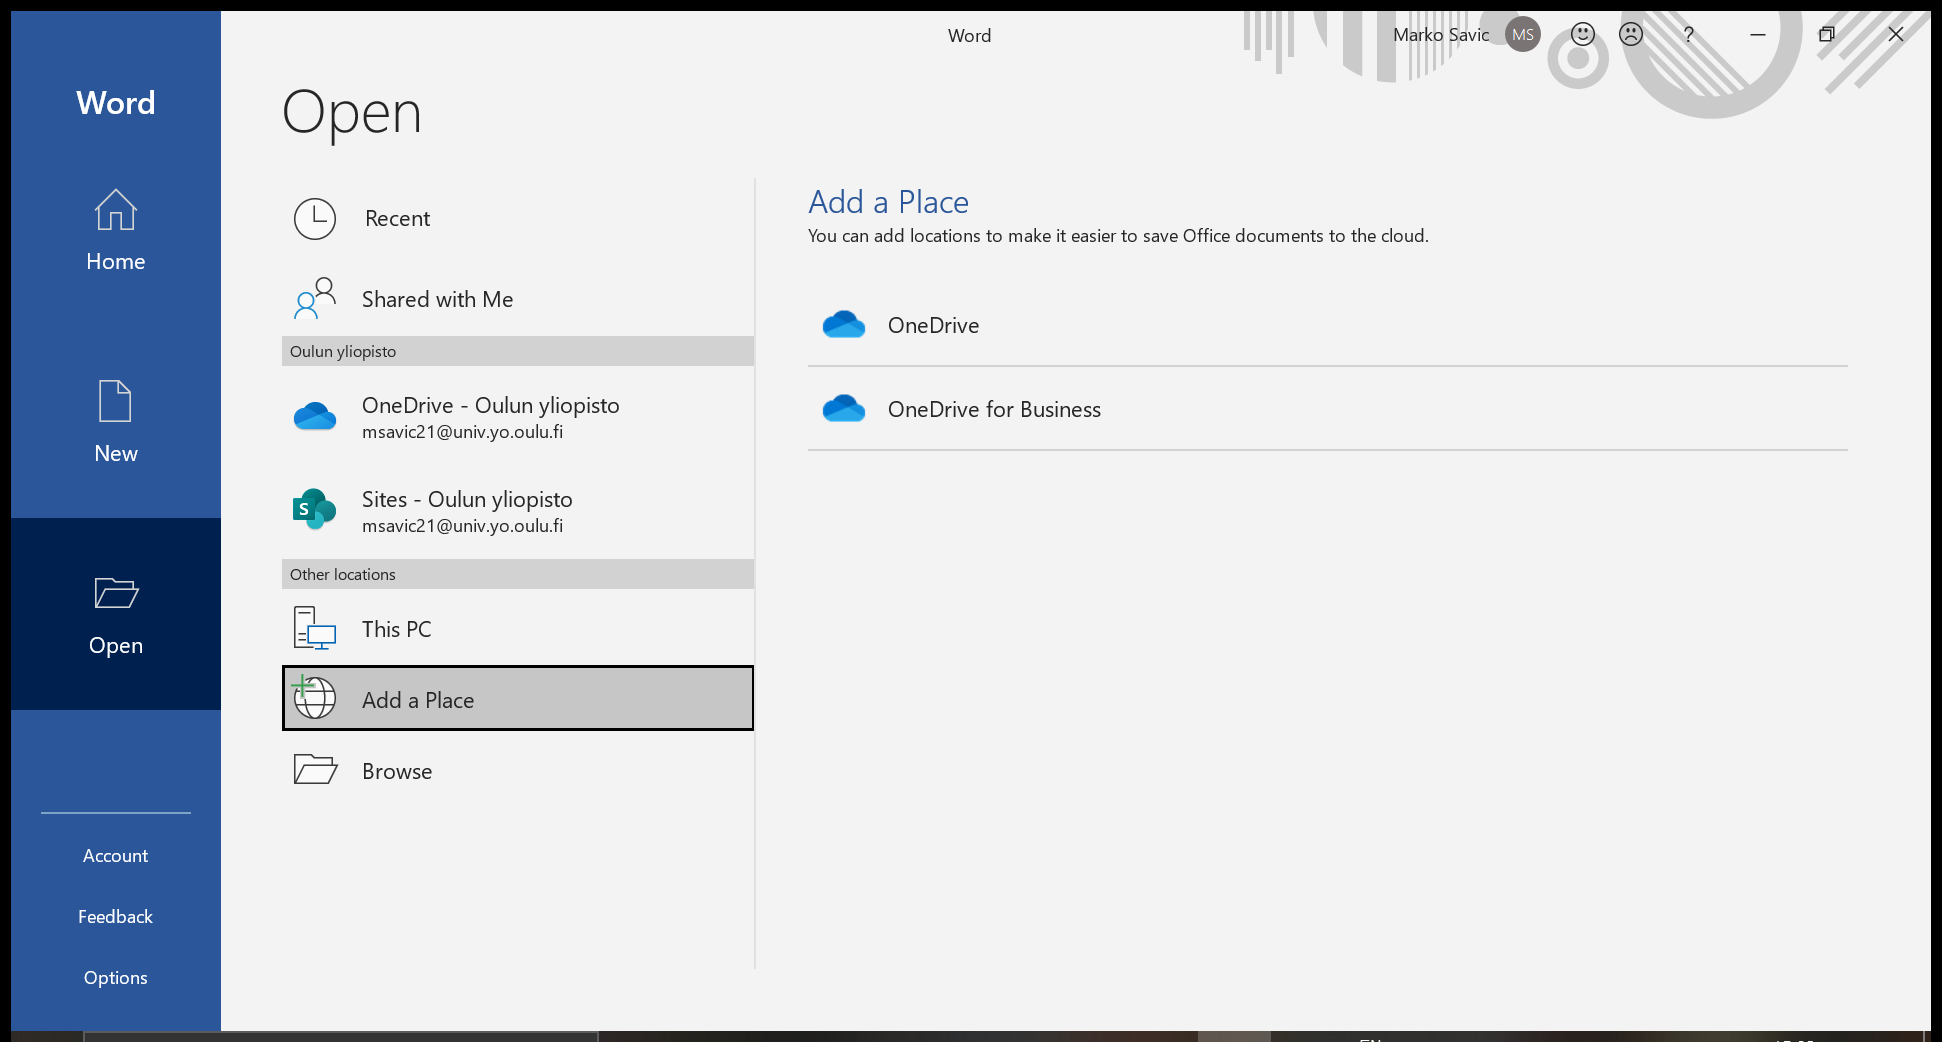 Word
Marko Savic
MS
?
Word
Home
New
Open
Account
Feedback
Options
Open
Recent
Shared with Me
Oulun yliopisto
OneDrive - Oulun yliopisto
msavic21@univ.yo.oulu.fi
S
Sites - Oulun yliopisto
msavic21@univ.yo.oulu.fi
Other locations
This PC
Add a Place
Browse
Add a Place
You can add locations to make it easier to save Office documents to the cloud.
OneDrive
OneDrive for Business